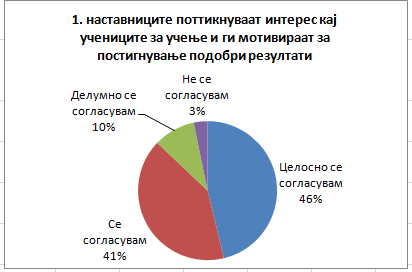 1. наставниците поттикнуваат интерес кај
учениците за учење и ги мотивираат за
постигнување подобри резултати
Не се
согласувам
3%
Делумно се
согласувам
10%
Целосно се
согласувам
46%
Се
согласувам
41%